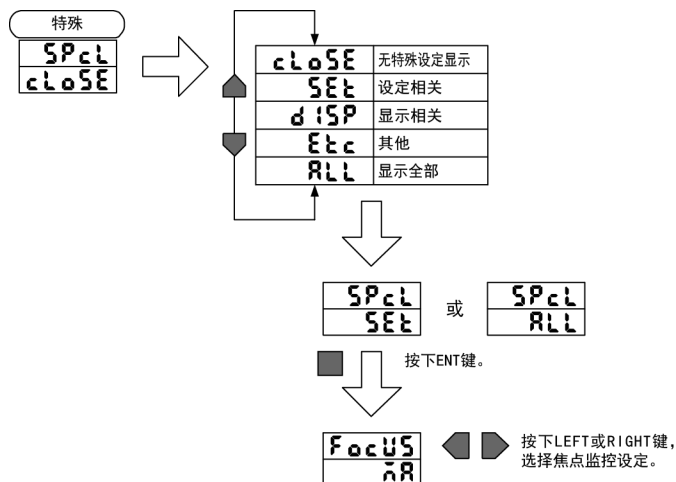 特殊
SPcL
cLoSE
cLoSE 无特殊设定显示
SEt 设定相关
dISP 显示相关
Etc 其他
ALL 显示全部
SPcL 或 SPcL
SEt ALL
按下ENT键。
FocUS
按下LEFT或RIGHT键，
选择焦点监控设定。